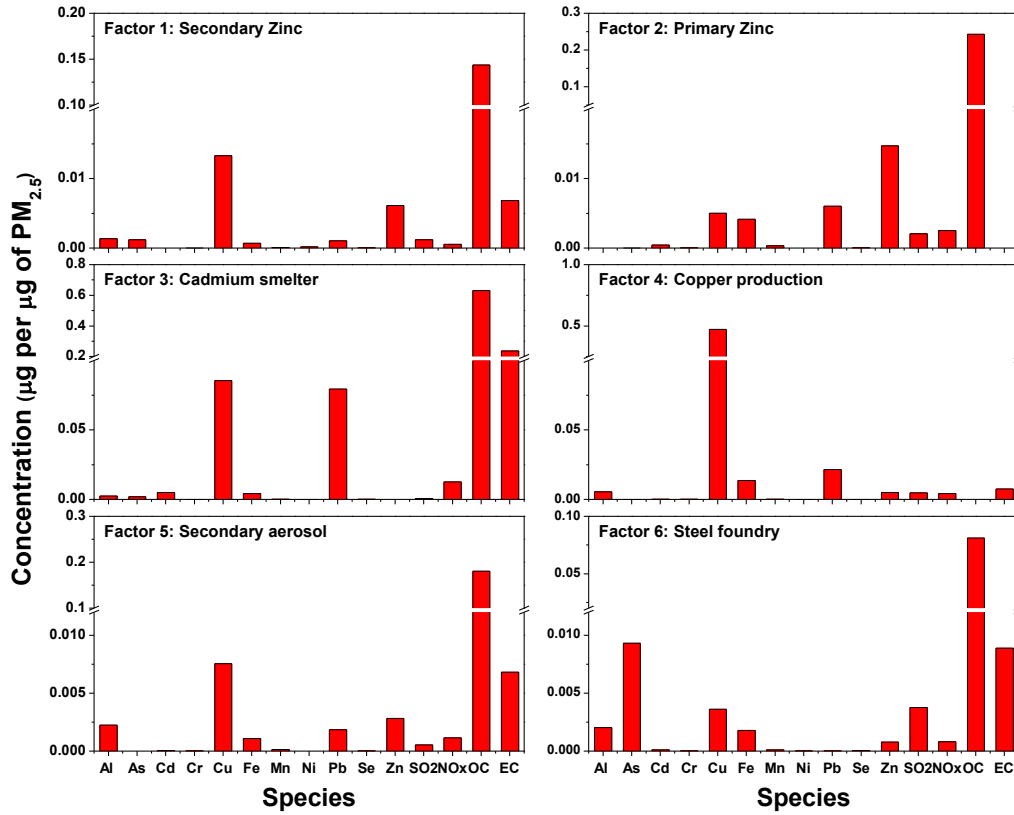 Concentration (μg per μg of PM2.5)
Factor 1: Secondary Zinc
0.20
0.15
0.10
0.01
0.00
Factor 2: Primary Zinc
0.3
0.2
0.1
0.01
0.00
Factor 3: Cadmium smelter
0.8
0.6
0.4
0.2
0.05
0.00
Factor 4: Copper production
1.0
0.5
0.05
0.00
Factor 5: Secondary aerosol
0.3
0.2
0.1
0.010
0.005
0.000
Al As Cd Cr Cu Fe Mn Ni Pb Se Zn SO2 NOx OC EC
Species
Factor 6: Steel foundry
0.10
0.05
0.010
0.005
0.000
Al As Cd Cr Cu Fe Mn Ni Pb Se Zn SO2 NOx OC EC
Species